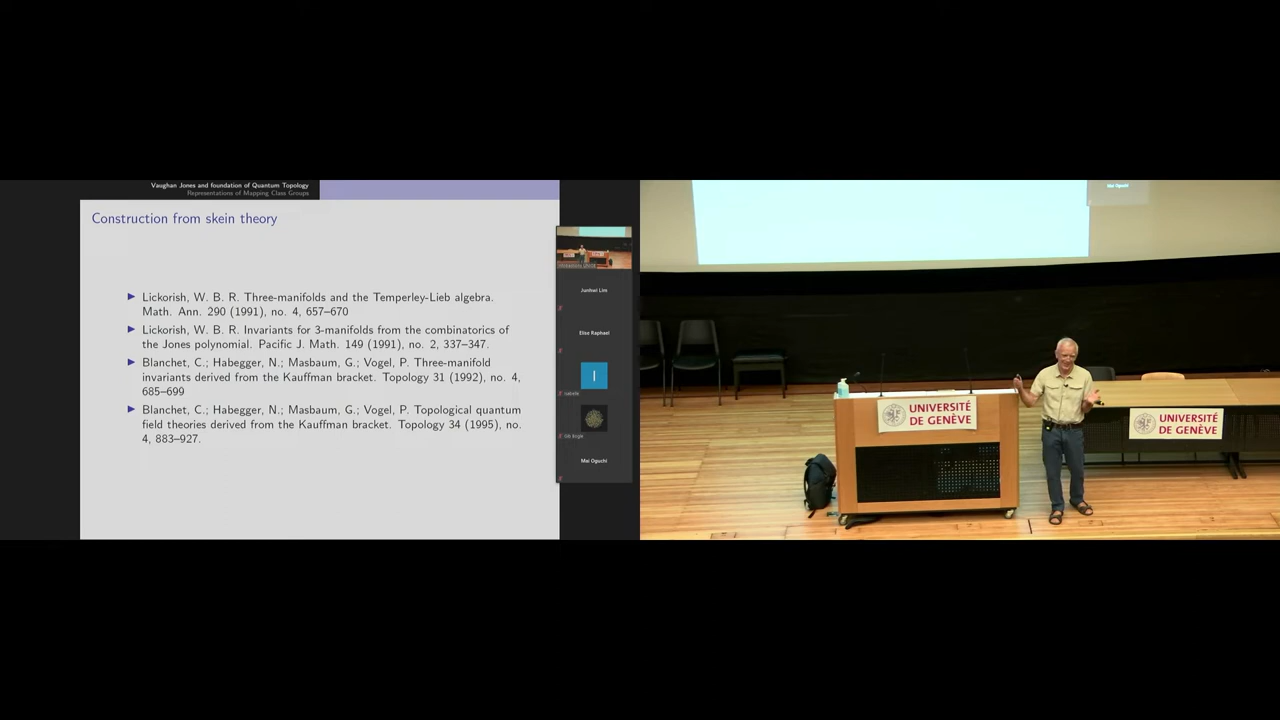 Vaughan Jones and foundation of Quantum Topology
Representations of Mapping Class Groups
Construction from skein theory
Lickorish, W. B. R. Three-manifolds and the Temperley-Lieb algebra.
Math. Ann. 290 (1991), no. 4, 657–670
Lickorish, W. B. R. Invariants for 3-manifolds from the combinatorics of
the Jones polynomial. Pacific J. Math. 149 (1991), no. 2, 337–347.
Blanchet, C.; Habegger, N.; Masbaum, G.; Vogel, P. Three-manifold
invariants derived from the Kauffman bracket. Topology 31 (1992), no. 4,
685–699
Blanchet, C.; Habegger, N.; Masbaum, G.; Vogel, P. Topological quantum
field theories derived from the Kauffman bracket. Topology 34 (1995), no.
4, 883–927.
Junhwi Lim
Elise Raphael
I
Isabelle
Mai Oguchi
Mai Oguchi
UNIVERSITÉ
DE GENÈVE
UNIVERSITÉ
DE GENÈVE